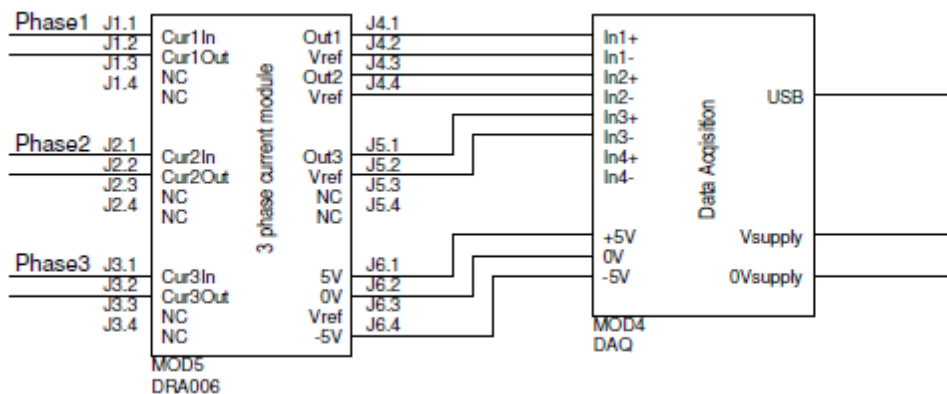 Phase1 J1.1
J1.2
J1.3
J1.4
Cur1In
Cur1Out
NC
NC
Phase2 J2.1
J2.2
J2.3
J2.4
Cur2In
Cur2Out
NC
NC
Phase3 J3.1
J3.2
J3.3
J3.4
Cur3In
Cur3Out
NC
NC
3 phase current module
Out1
Vref
Out2
Vref
Out3
Vref
NC
NC
5V
0V
Vref
-5V
MOD5
DRA006
J4.1
J4.2
J4.3
J4.4
J5.1
J5.2
J5.3
J5.4
J6.1
J6.2
J6.3
J6.4
In1+
In1-
In2+
In2-
In3+
In3-
In4+
In4-
+5V
0V
-5V
Data Acqisition
USB
Vsupply
0Vsupply
MOD4
DAQ